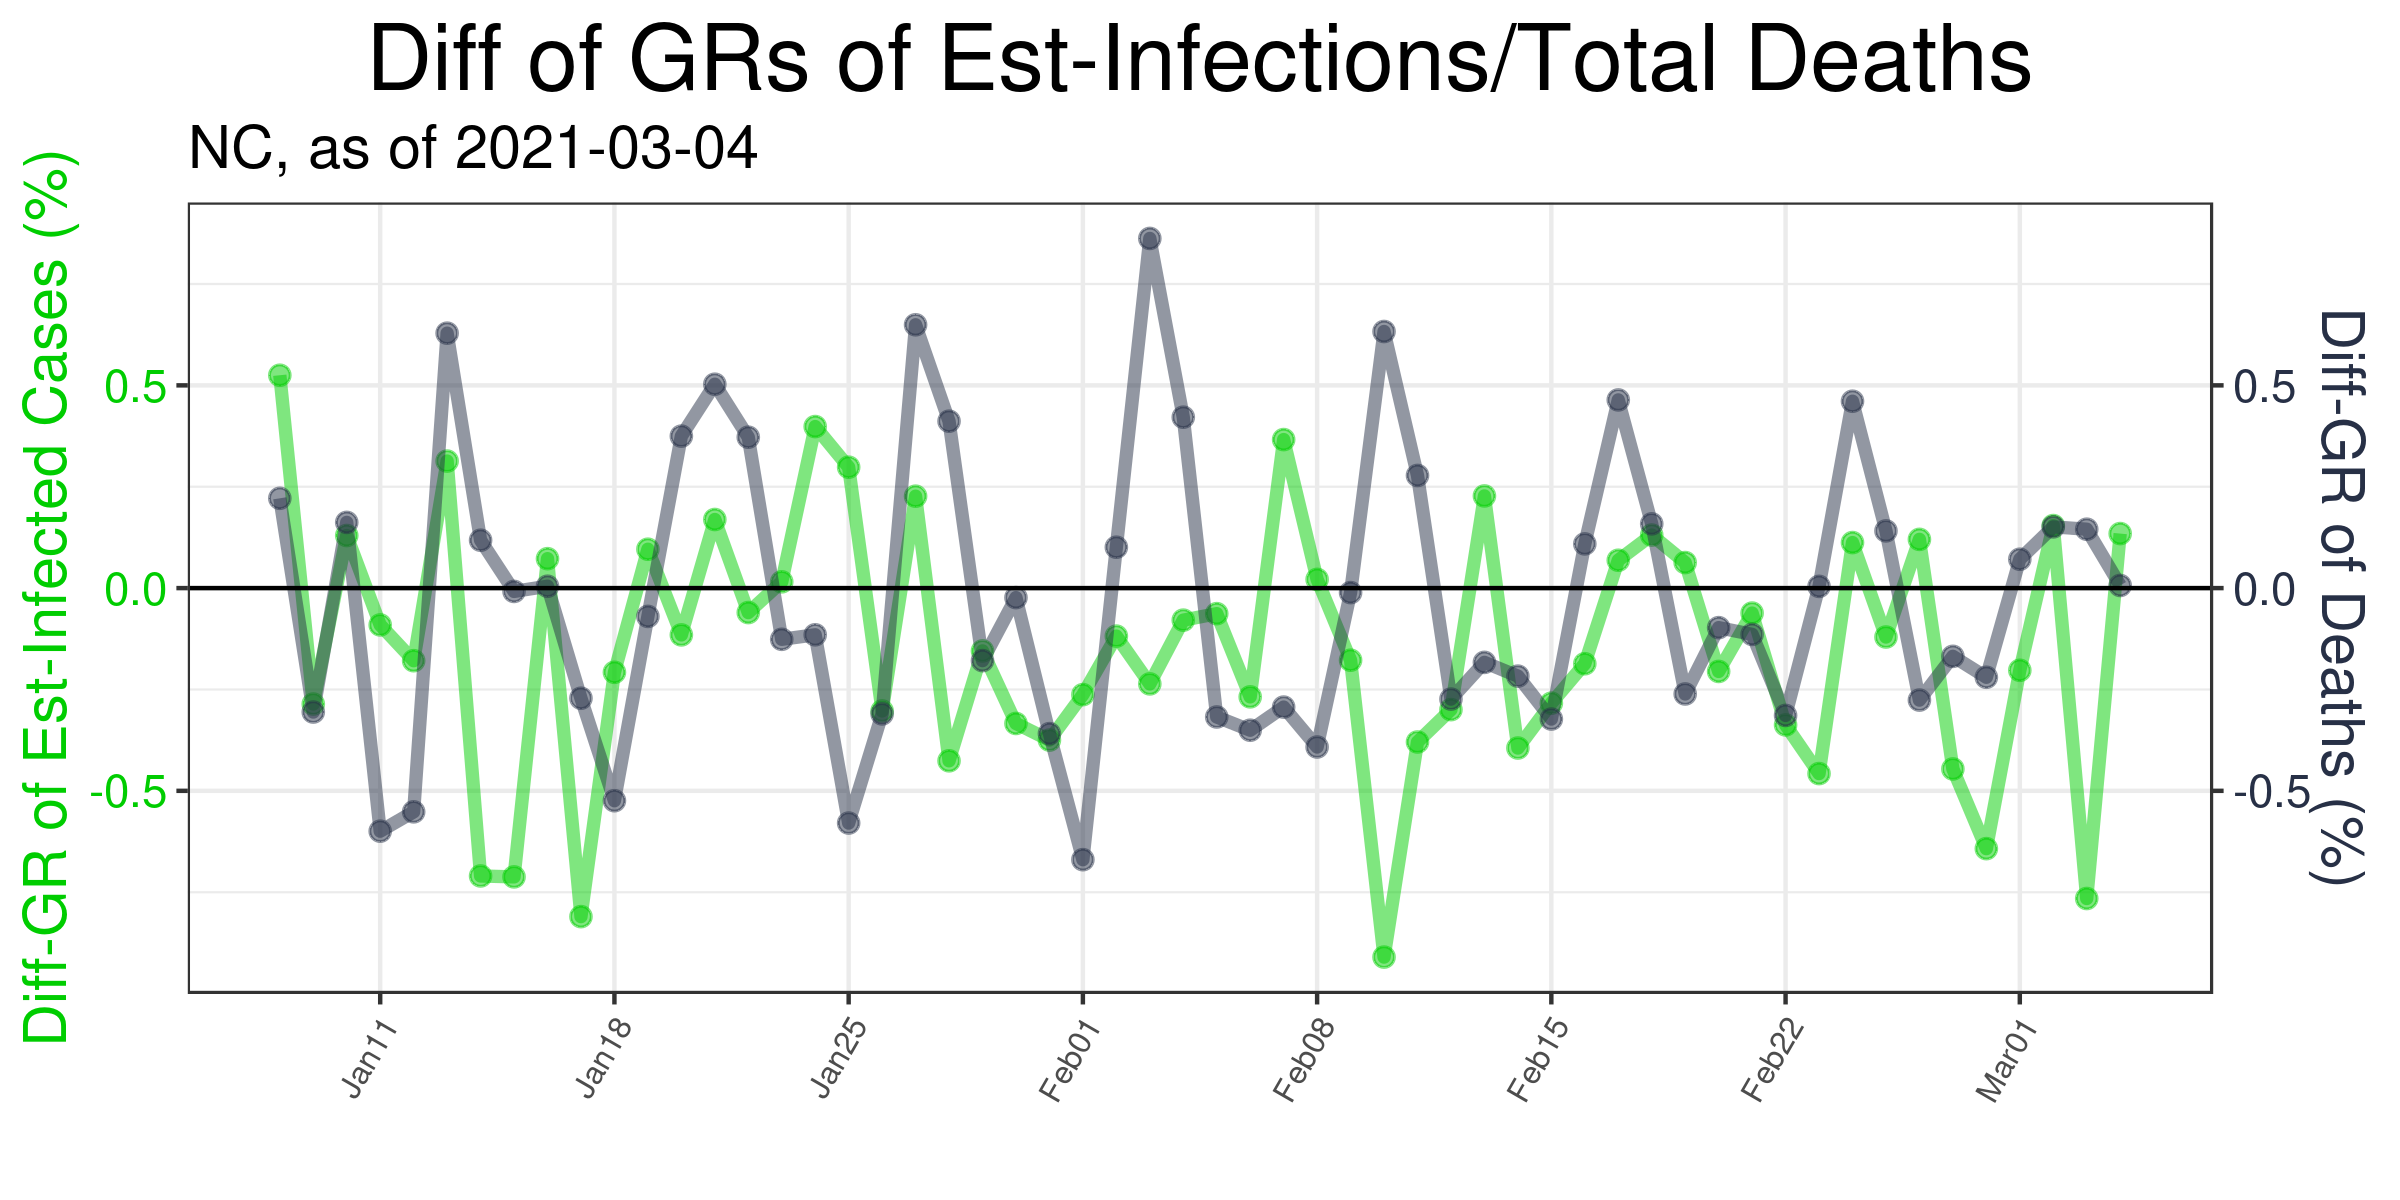 Diff of GRs of Est-Infections/Total Deaths
NC, as of 2021-03-04
Diff-GR of Est-Infected Cases (%)
0.5
0.0
-0.5
0.5
0.0
-0.5
Diff-GR of Deaths (%)
Jan11
Jan18
Jan25
Feb01
Feb08
Feb15
Feb22
Mar01